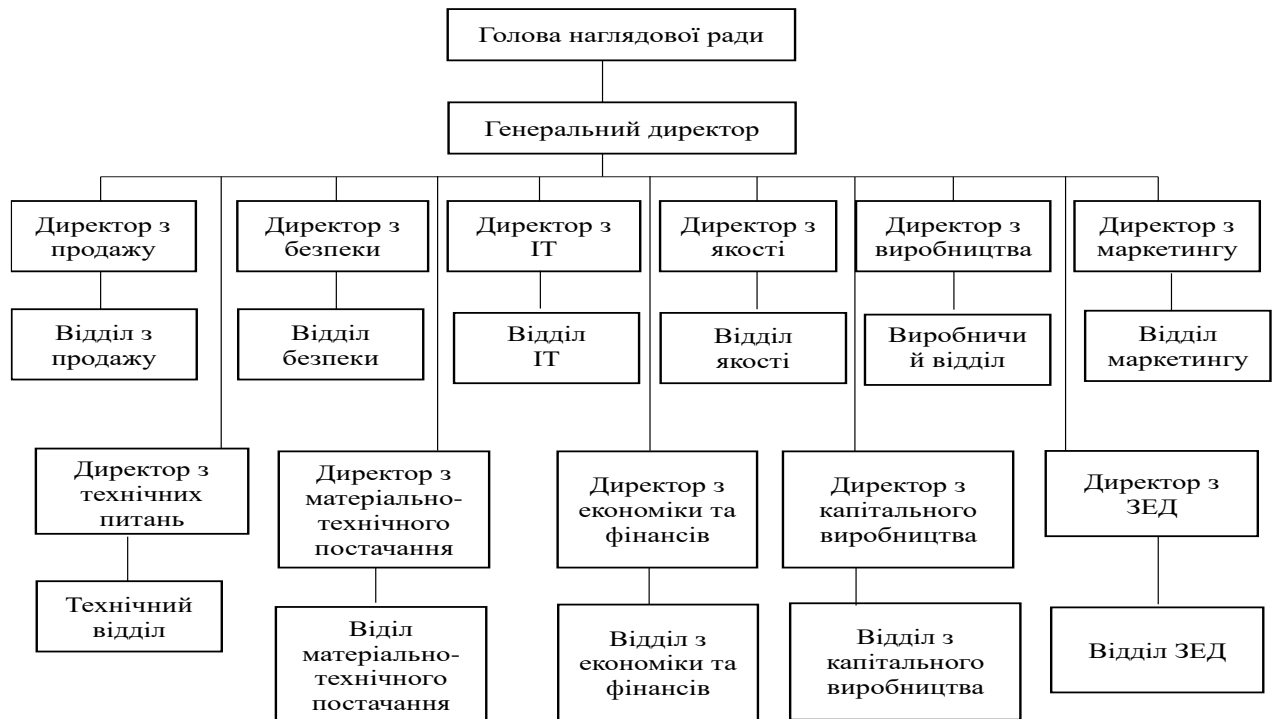 Голова наглядової ради
Генеральний директор
Директор з
продажу
Директор з
безпеки
Директор з
ІТ
Директор з
якості
Директор з
виробництва
Директор з
маркетингу
Відділ з
продажу
Відділ
безпеки
Відділ
ІТ
Відділ
якості
Виробничи
й відділ
Відділ
маркетингу
Директор з
технічних
питань
Директор з
матеріально-
технічного
постачання
Директор з
економіки та
фінансів
Директор з
капітального
виробництва
Директор з
ЗЕД
Технічний
відділ
Віділ
матеріально-
технічного
постачання
Відділ з
економіки та
фінансів
Відділ з
капітального
виробництва
Відділ ЗЕД